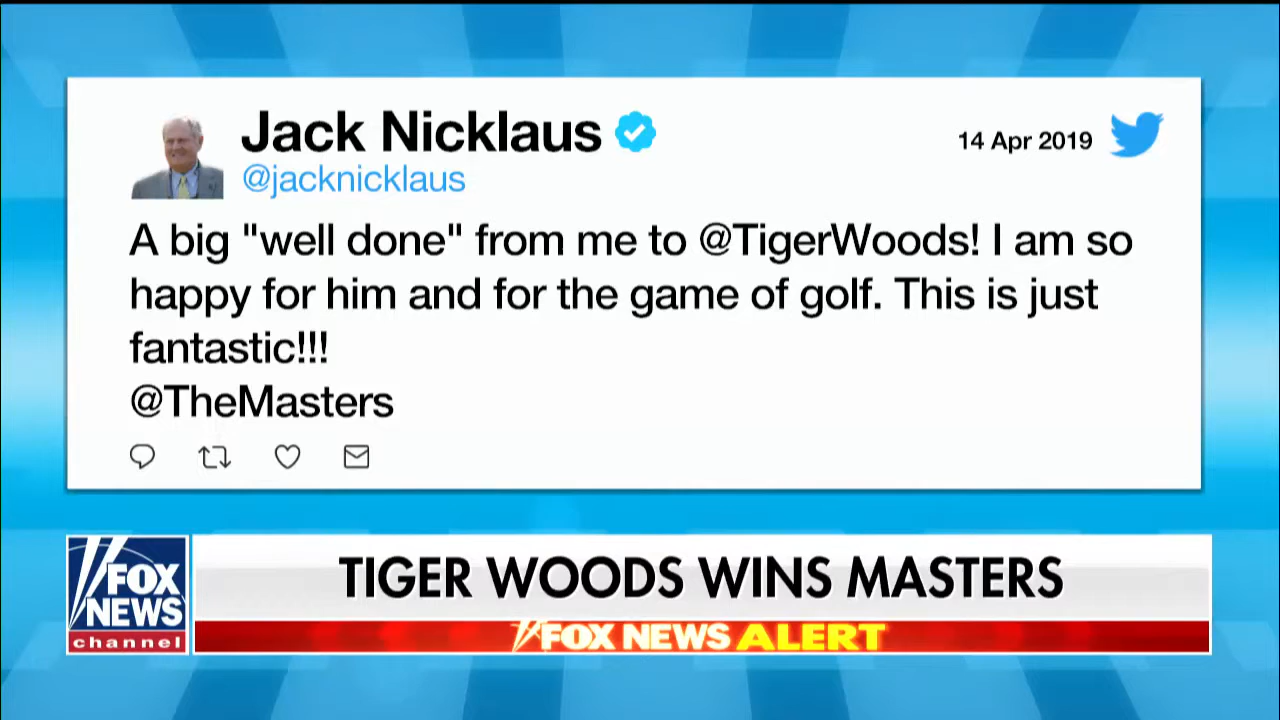 Jack Nicklaus
@jacknicklaus
14 Apr 2019
A big "well done" from me to @TigerWoods! I am so
happy for him and for the game of golf. This is just
fantastic!!!
@TheMasters
TIGER WOODS WINS MASTERS
FOX
NEWS
channel
FOX NEWS ALERT